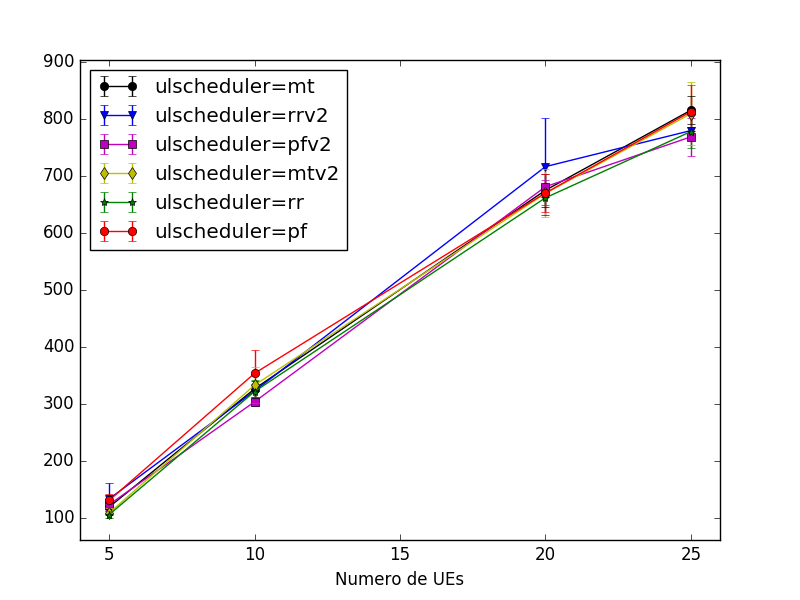 900
800
700
600
500
400
300
200
100
ulscheduler=mt
ulscheduler=rrv2
ulscheduler=pfv2
ulscheduler=mtv2
ulscheduler=rr
ulscheduler=pf
5 10 15 20 25
Numero de UEs